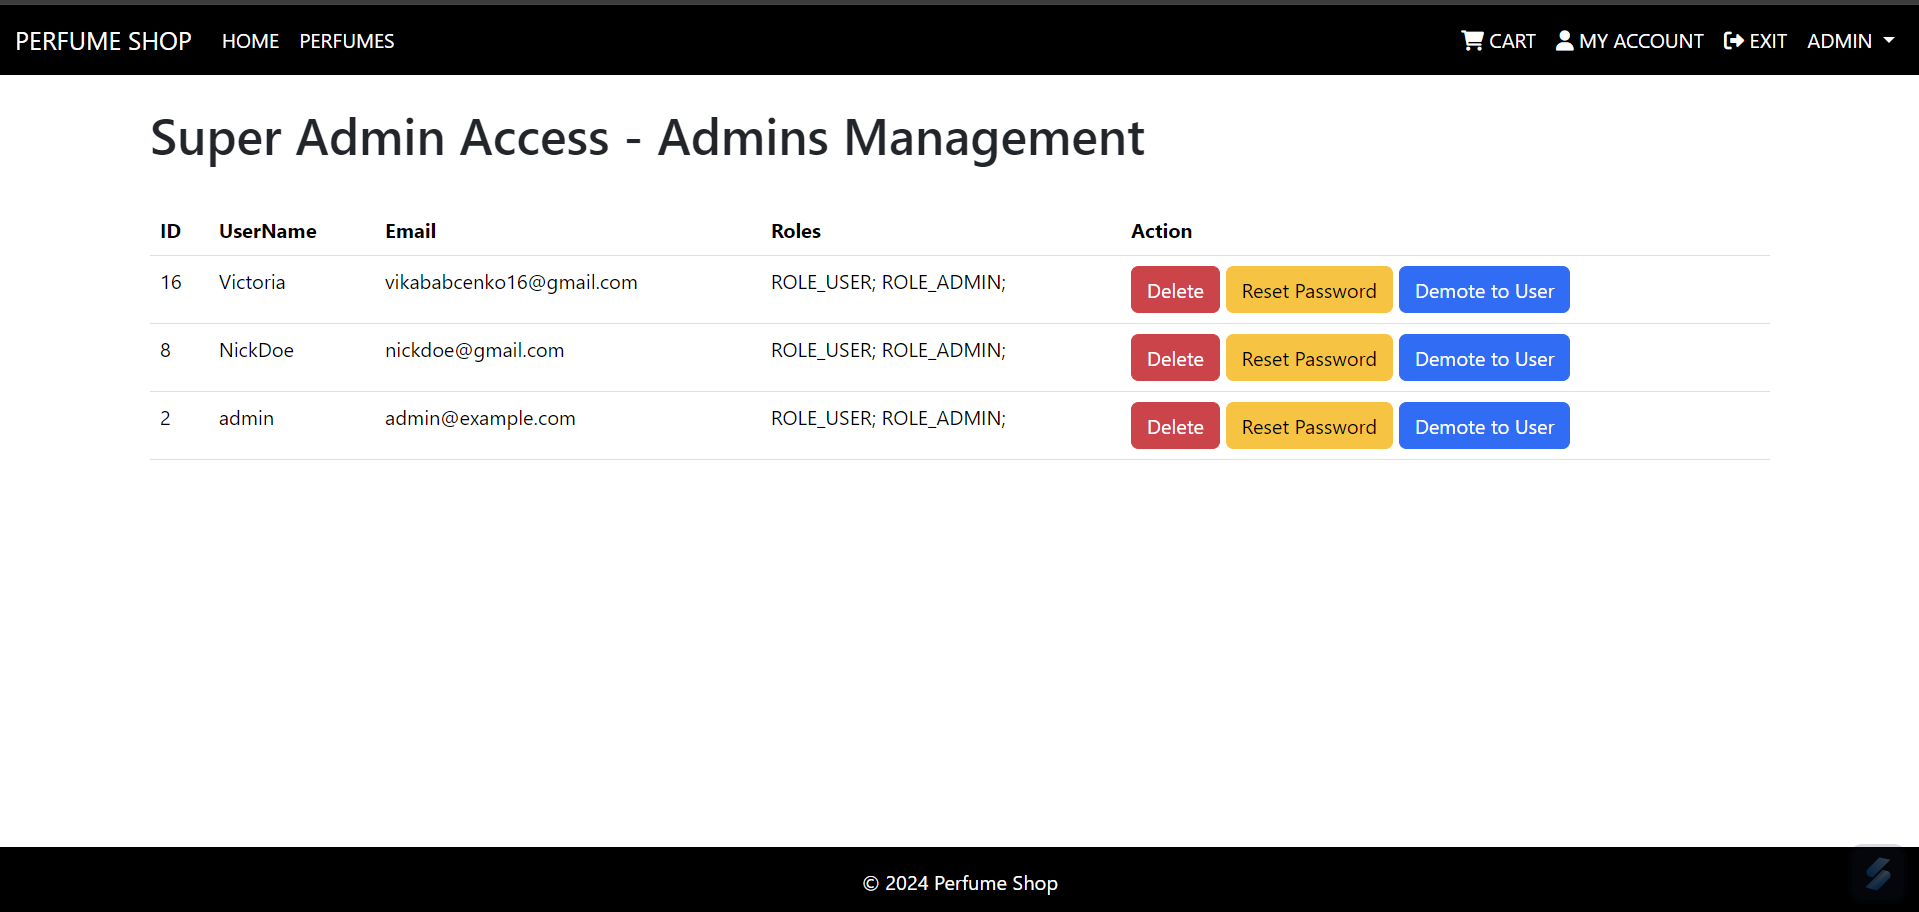 PERFUME SHOP HOME PERFUMES CART MY ACCOUNT EXIT ADMIN
Super Admin Access - Admins Management
ID UserName Email Roles Action
16 Victoria vikababcenko16@gmail.com ROLE_USER; ROLE_ADMIN; Delete Reset Password Demote to User
8 NickDoe nickdoe@gmail.com ROLE_USER; ROLE_ADMIN; Delete Reset Password Demote to User
2 admin admin@example.com ROLE_USER; ROLE_ADMIN; Delete Reset Password Demote to User
© 2024 Perfume Shop